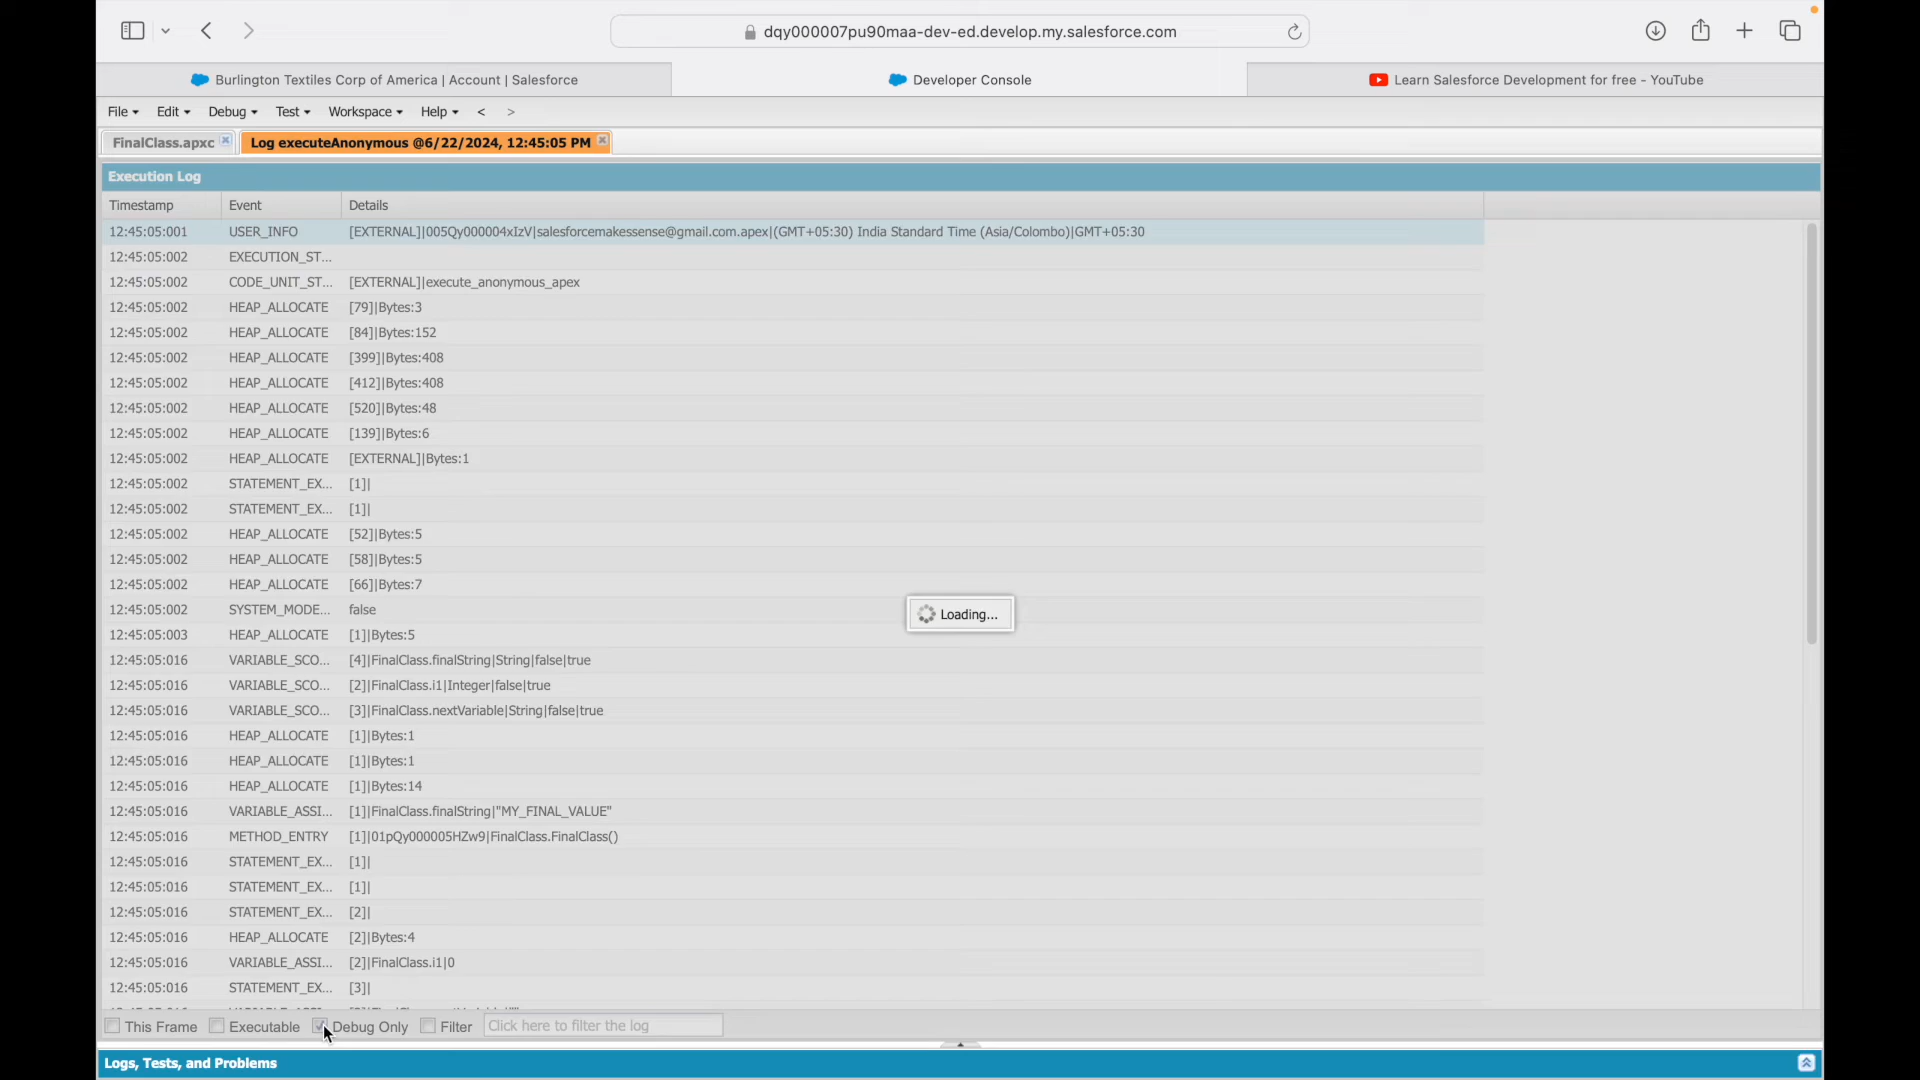 dqy000007pu90maa-dev-ed.develop.my.salesforce.com
Burlington Textiles Corp of America | Account | Salesforce
Developer Console
Learn Salesforce Development for free - YouTube
File Edit Debug Test Workspace Help < >
FinalClass.apxc
Log executeAnonymous @6/22/2024, 12:45:05 PM
Execution Log
Timestamp Event Details
12:45:05:001 USER_INFO [EXTERNAL]|005Qy000004xIzV|salesforcemakessense@gmail.com.apex|(GMT+05:30) India Standard Time (Asia/Colombo)|GMT+05:30
12:45:05:002 EXECUTION_ST...
12:45:05:002 CODE_UNIT_ST... [EXTERNAL]|execute_anonymous_apex
12:45:05:002 HEAP_ALLOCATE [79]|Bytes:3
12:45:05:002 HEAP_ALLOCATE [84]|Bytes:152
12:45:05:002 HEAP_ALLOCATE [399]|Bytes:408
12:45:05:002 HEAP_ALLOCATE [412]|Bytes:408
12:45:05:002 HEAP_ALLOCATE [520]|Bytes:48
12:45:05:002 HEAP_ALLOCATE [139]|Bytes:6
12:45:05:002 HEAP_ALLOCATE [EXTERNAL]|Bytes:1
12:45:05:002 STATEMENT_EX... [1]|
12:45:05:002 STATEMENT_EX... [1]|
12:45:05:002 HEAP_ALLOCATE [52]|Bytes:5
12:45:05:002 HEAP_ALLOCATE [58]|Bytes:5
12:45:05:002 HEAP_ALLOCATE [66]|Bytes:7
12:45:05:002 SYSTEM_MODE... false
Loading...
12:45:05:003 HEAP_ALLOCATE [1]|Bytes:5
12:45:05:016 VARIABLE_SCO... [4]|FinalClass.finalString|String|false|true
12:45:05:016 VARIABLE_SCO... [2]|FinalClass.i1|Integer|false|true
12:45:05:016 VARIABLE_SCO... [3]|FinalClass.nextVariable|String|false|true
12:45:05:016 HEAP_ALLOCATE [1]|Bytes:1
12:45:05:016 HEAP_ALLOCATE [1]|Bytes:1
12:45:05:016 HEAP_ALLOCATE [1]|Bytes:14
12:45:05:016 VARIABLE_ASSI... [1]|FinalClass.finalString|"MY_FINAL_VALUE"
12:45:05:016 METHOD_ENTRY [1]|01pQy000005HZw9|FinalClass.FinalClass()
12:45:05:016 STATEMENT_EX... [1]|
12:45:05:016 STATEMENT_EX... [1]|
12:45:05:016 STATEMENT_EX... [2]|
12:45:05:016 HEAP_ALLOCATE [2]|Bytes:4
12:45:05:016 VARIABLE_ASSI... [2]|FinalClass.i1|0
12:45:05:016 STATEMENT_EX... [3]|
This Frame Executable Debug Only Filter Click here to filter the log
Logs, Tests, and Problems